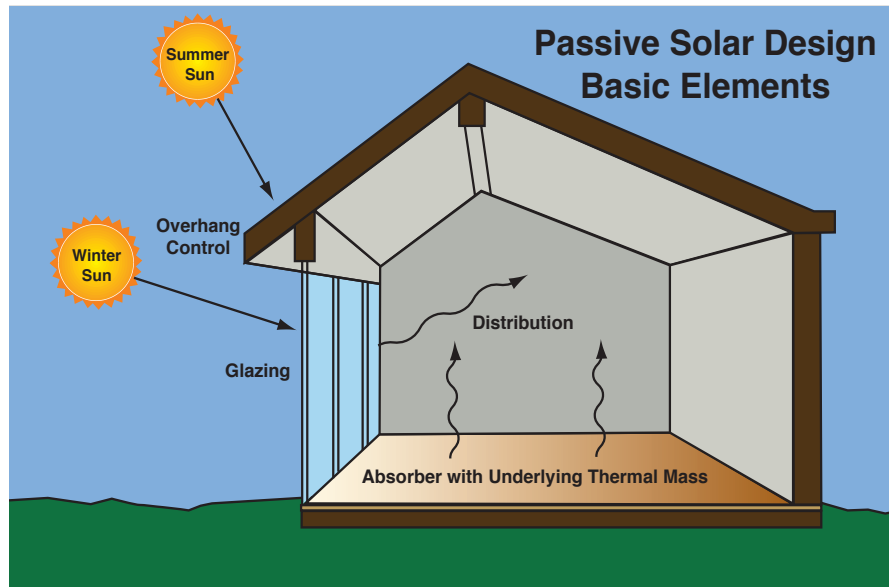 Passive Solar Design
Basic Elements
Summer
Sun
Overhang
Control
Winter
Sun
Distribution
Glazing
Absorber with Underlying Thermal Mass